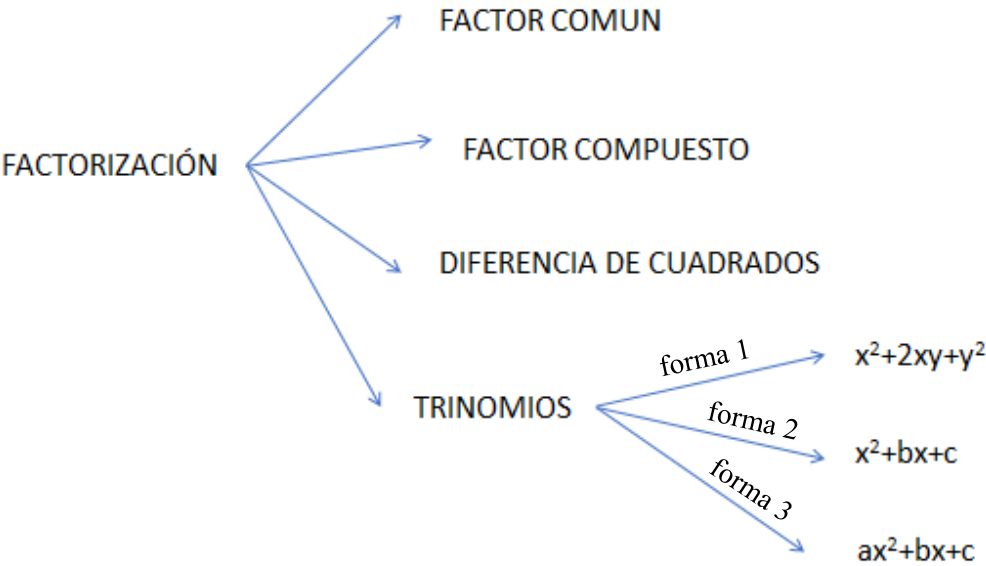 FACTOR COMUN
FACTORIZACIÓN
FACTOR COMPUESTO
DIFERENCIA DE CUADRADOS
TRINOMIOS
forma 1
x²+2xy+y²
forma 2
x²+bx+c
forma 3
ax²+bx+c